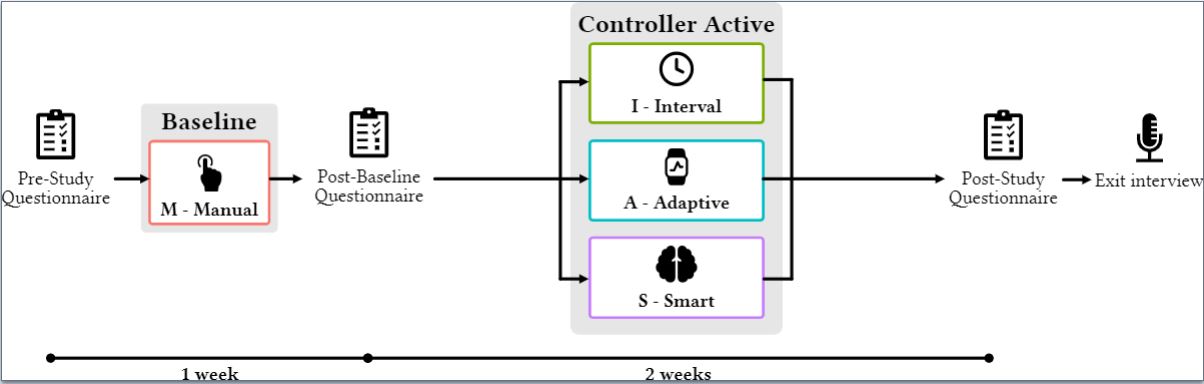 Controller Active
I - Interval
Baseline
Pre-Study
Questionnaire
M - Manual
Post-Baseline
Questionnaire
A - Adaptive
Post-Study
Questionnaire
Exit interview
S - Smart
1 week
2 weeks